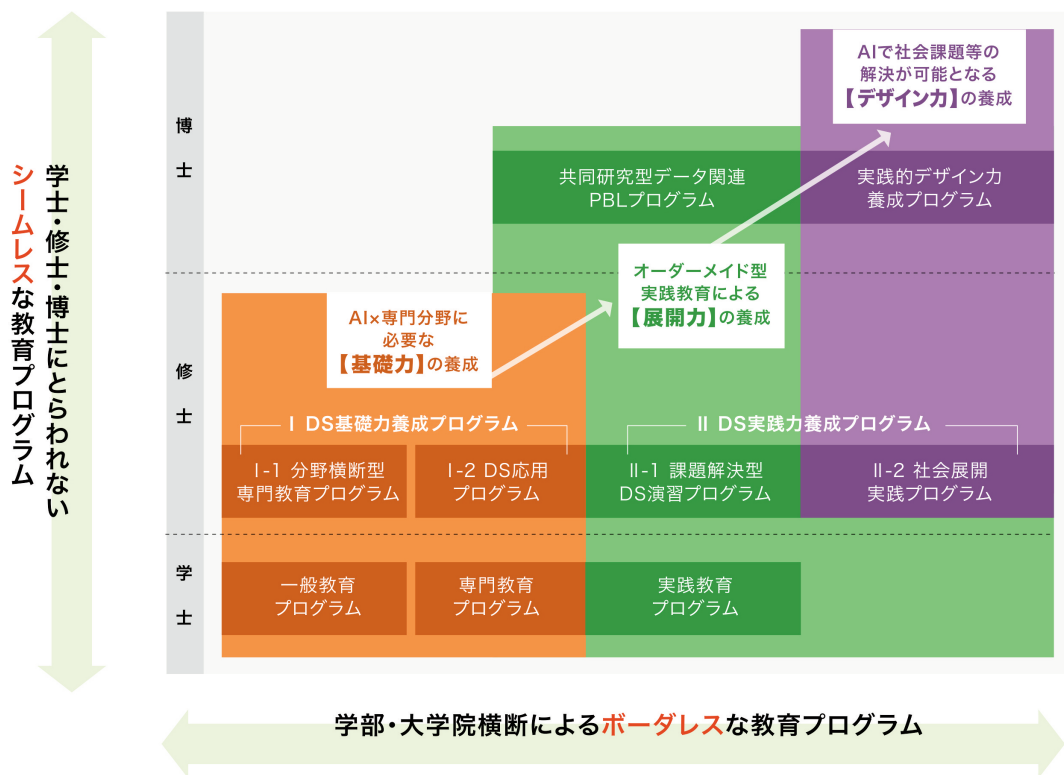 学士・修士・博士にとらわれない
シームレスな教育プログラム
博士
修士
学士
AIで社会課題等の
解決が可能となる
【デザイン力】の養成
共同研究型データ関連
PBLプログラム
実践的デザイン力
養成プログラム
オーダーメイド型
実践教育による
【展開力】の養成
AI×専門分野に
必要な
【基礎力】の養成
I DS基礎力養成プログラム
II DS実践力養成プログラム
I-1 分野横断型
専門教育プログラム
I-2 DS応用
プログラム
II-1 課題解決型
DS演習プログラム
II-2 社会展開
実践プログラム
一般教育
プログラム
専門教育
プログラム
実践教育
プログラム
学部・大学院横断によるボーダレスな教育プログラム